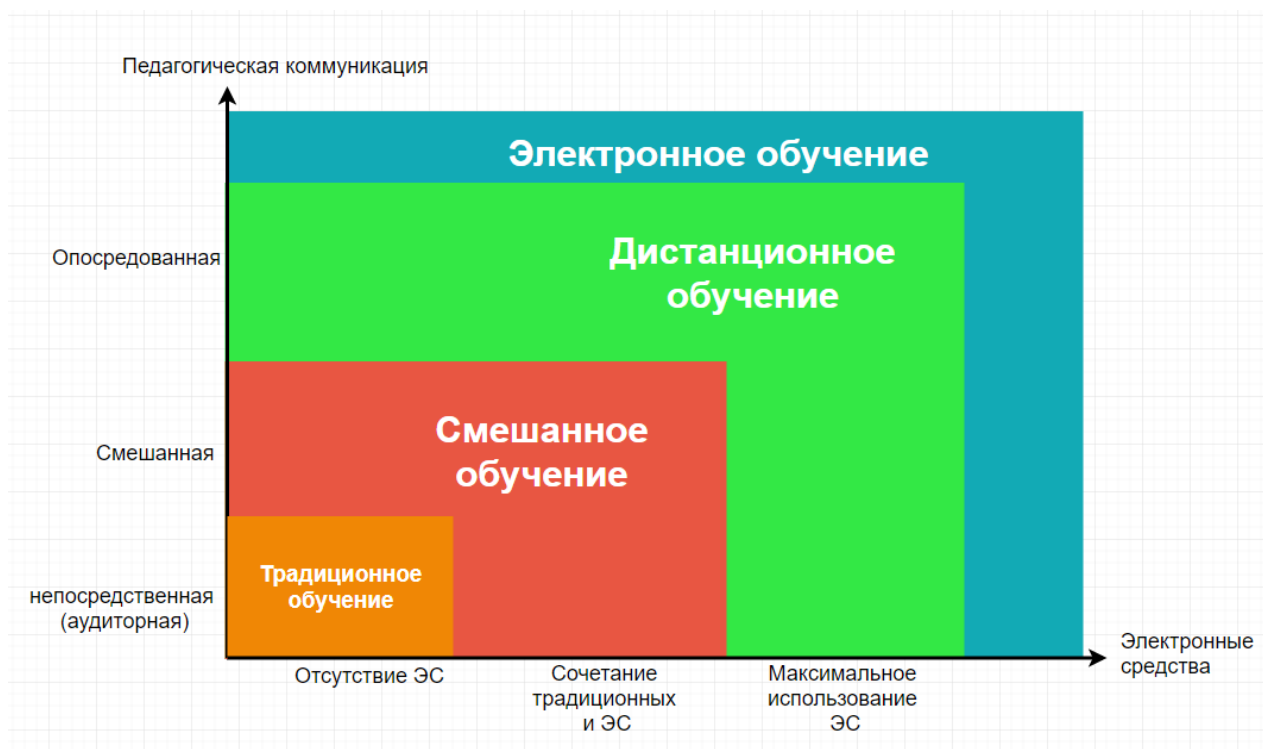 Педагогическая коммуникация
Электронное обучение
Опосредованная
Дистанционное
обучение
Смешанная
Смешанное
обучение
непосредственная
(аудиторная)
Традиционное
обучение
Электронные
средства
Отсутствие ЭС
Сочетание
традиционных
и ЭС
Максимальное
использование
ЭС